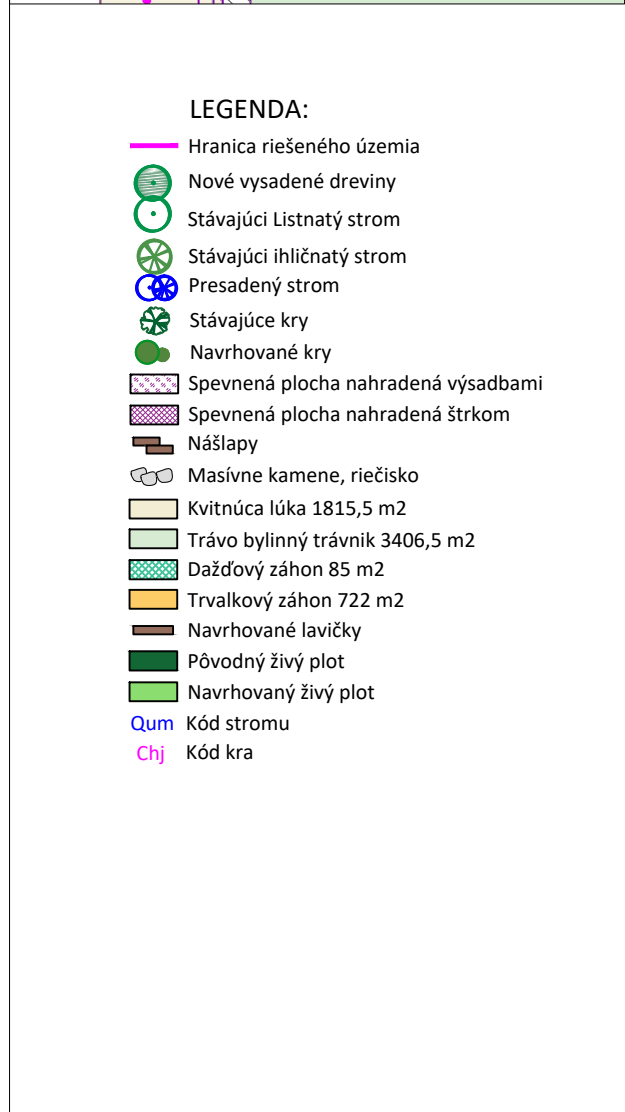 LEGENDA:
Hranica riešeného územia
Nové vysadené dreviny
Stávajúci Listnatý strom
Stávajúci ihličnatý strom
Presadený strom
Stávajúce kry
Navrhované kry
Spevnená plocha nahradená výsadbami
Spevnená plocha nahradená štrkom
Nášlapy
Masívne kamene, riečisko
Kvitnúca lúka 1815,5 m2
Trávo bylinný trávnik 3406,5 m2
Dažďový záhon 85 m2
Trvalkový záhon 722 m2
Navrhované lavičky
Pôvodný živý plot
Navrhovaný živý plot
Qum Kód stromu
Chj Kód kra